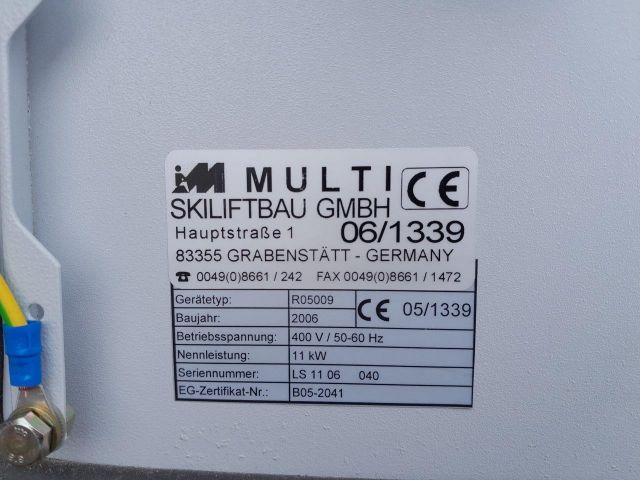 iM MULTI CE
SKILIFTBAU GMBH
Hauptstraße 1 06/1339
83355 GRABENSTÄTT - GERMANY
☎ 0049(0)8661 / 242 FAX 0049(0)8661 / 1472
Gerätetyp: R05009 CE 05/1339
Baujahr: 2006
Betriebsspannung: 400 V / 50-60 Hz
Nennleistung: 11 kW
Seriennummer: LS 11 06 040
EG-Zertifikat-Nr.: B05-2041